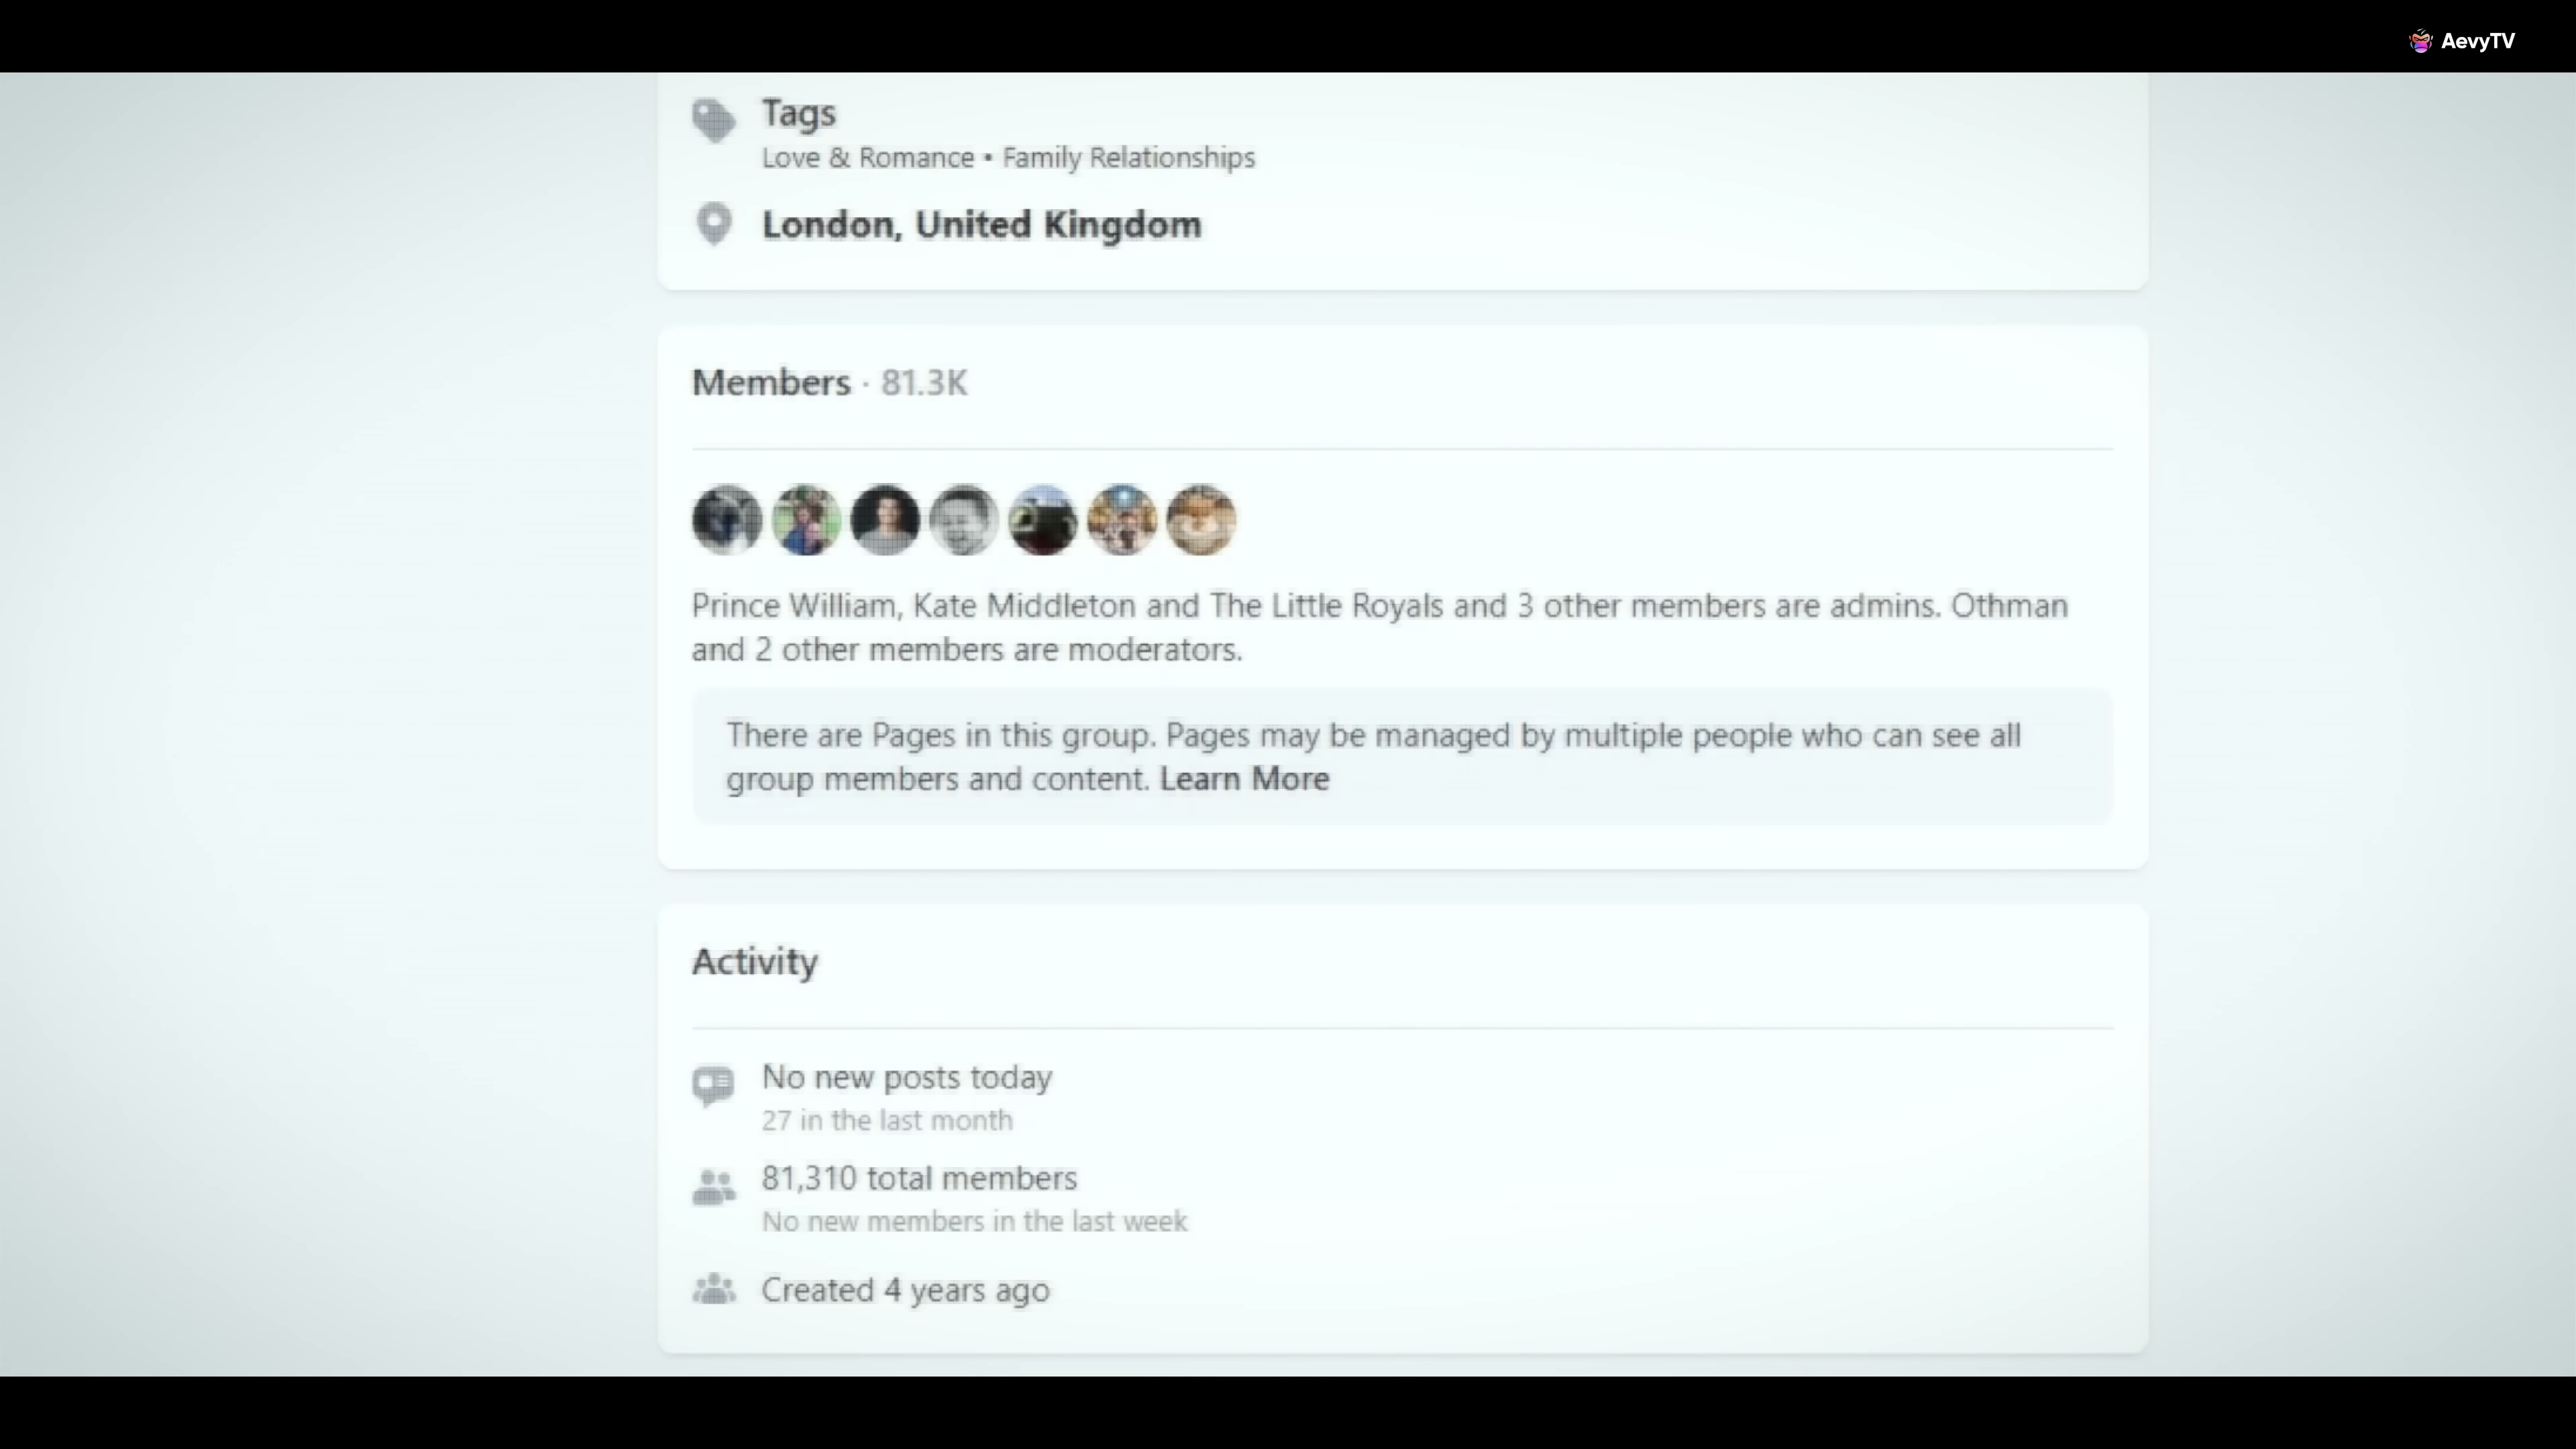 AevyTV
Tags
Love & Romance • Family Relationships
London, United Kingdom
Members · 81.3K
Prince William, Kate Middleton and The Little Royals and 3 other members are admins. Othman
and 2 other members are moderators.
There are Pages in this group. Pages may be managed by multiple people who can see all
group members and content. Learn More
Activity
No new posts today
27 in the last month
81,310 total members
No new members in the last week
Created 4 years ago